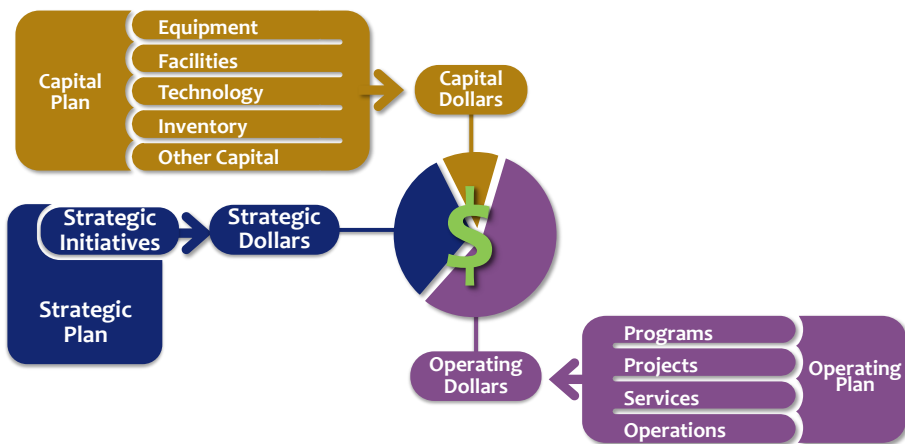 Capital
Plan
Equipment
Facilities
Technology
Inventory
Other Capital
Capital
Dollars
Strategic
Initiatives
Strategic
Dollars
$
Strategic
Plan
Operating
Dollars
Programs
Projects
Services
Operations
Operating
Plan